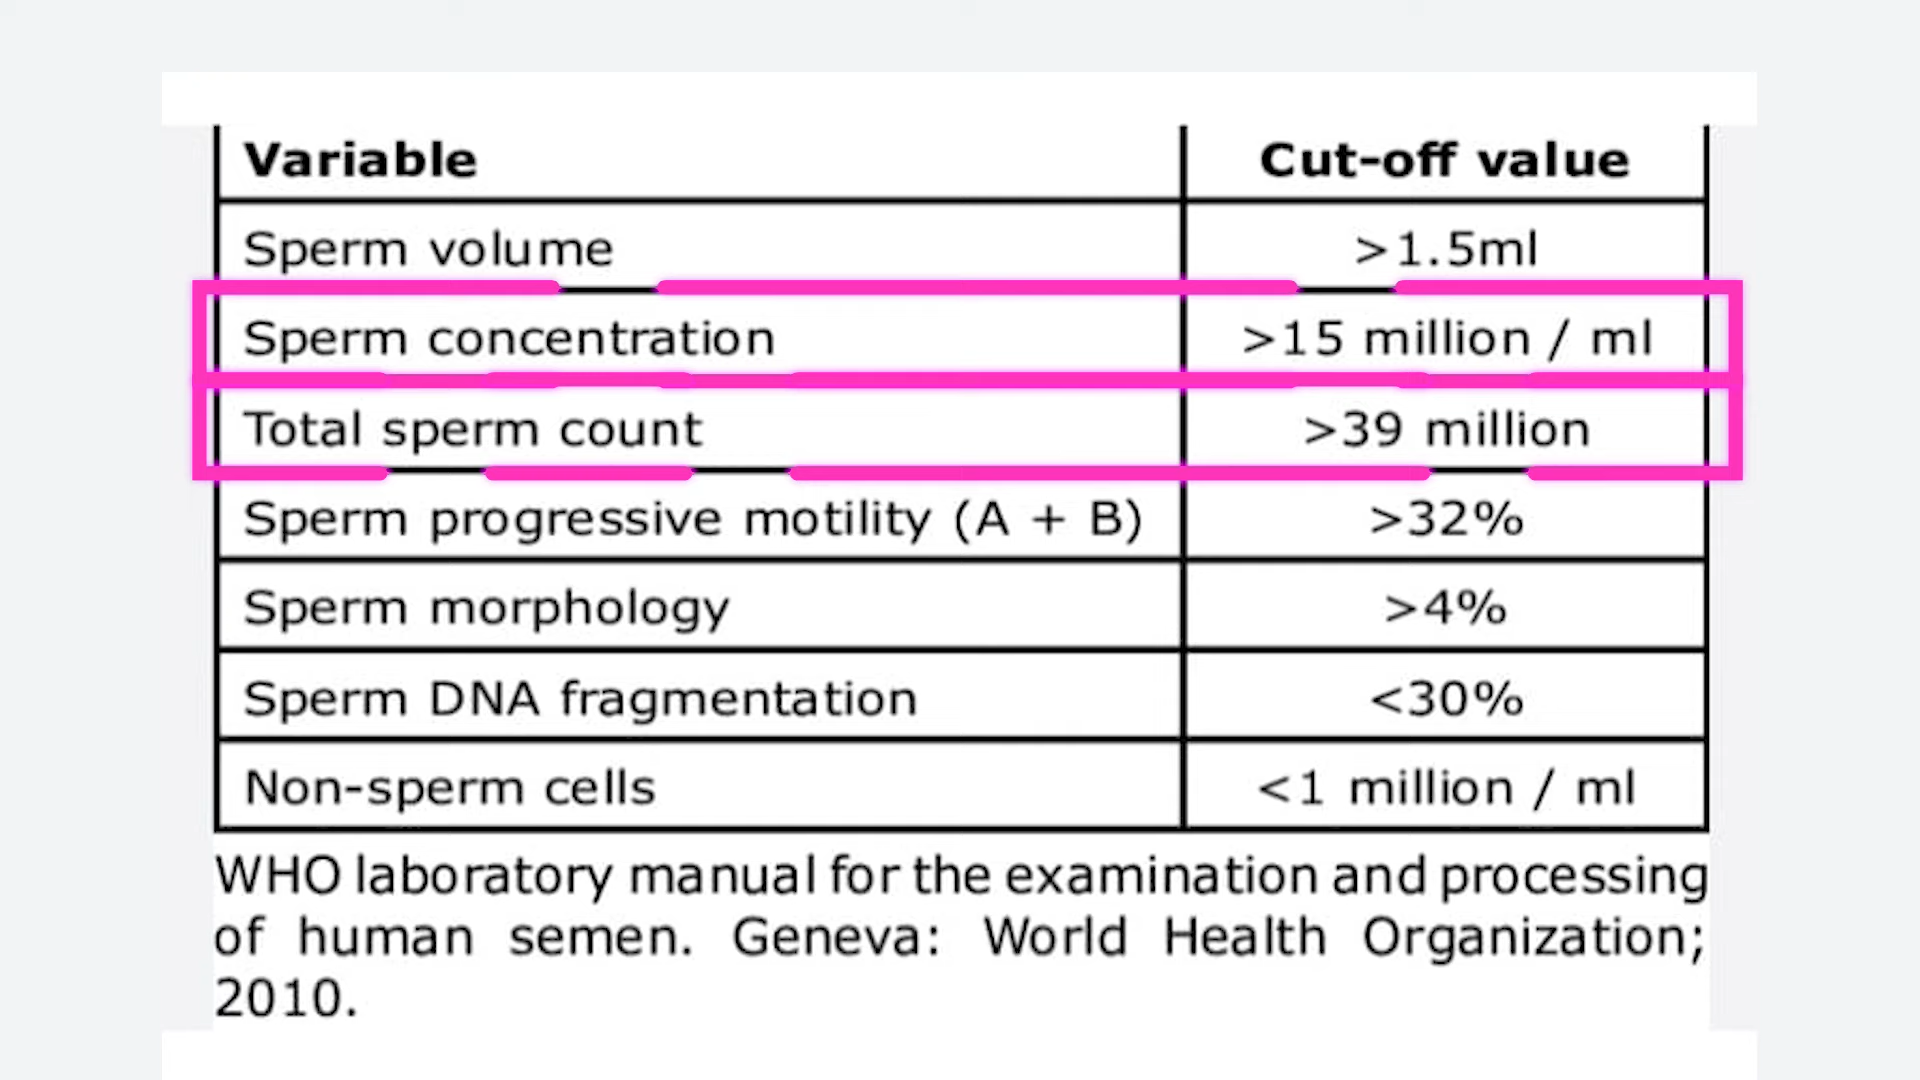 Variable Cut-off value
Sperm volume >1.5ml
Sperm concentration >15 million / ml
Total sperm count >39 million
Sperm progressive motility (A + B) >32%
Sperm morphology >4%
Sperm DNA fragmentation <30%
Non-sperm cells <1 million / ml
WHO laboratory manual for the examination and processing
of human semen. Geneva: World Health Organization;
2010.